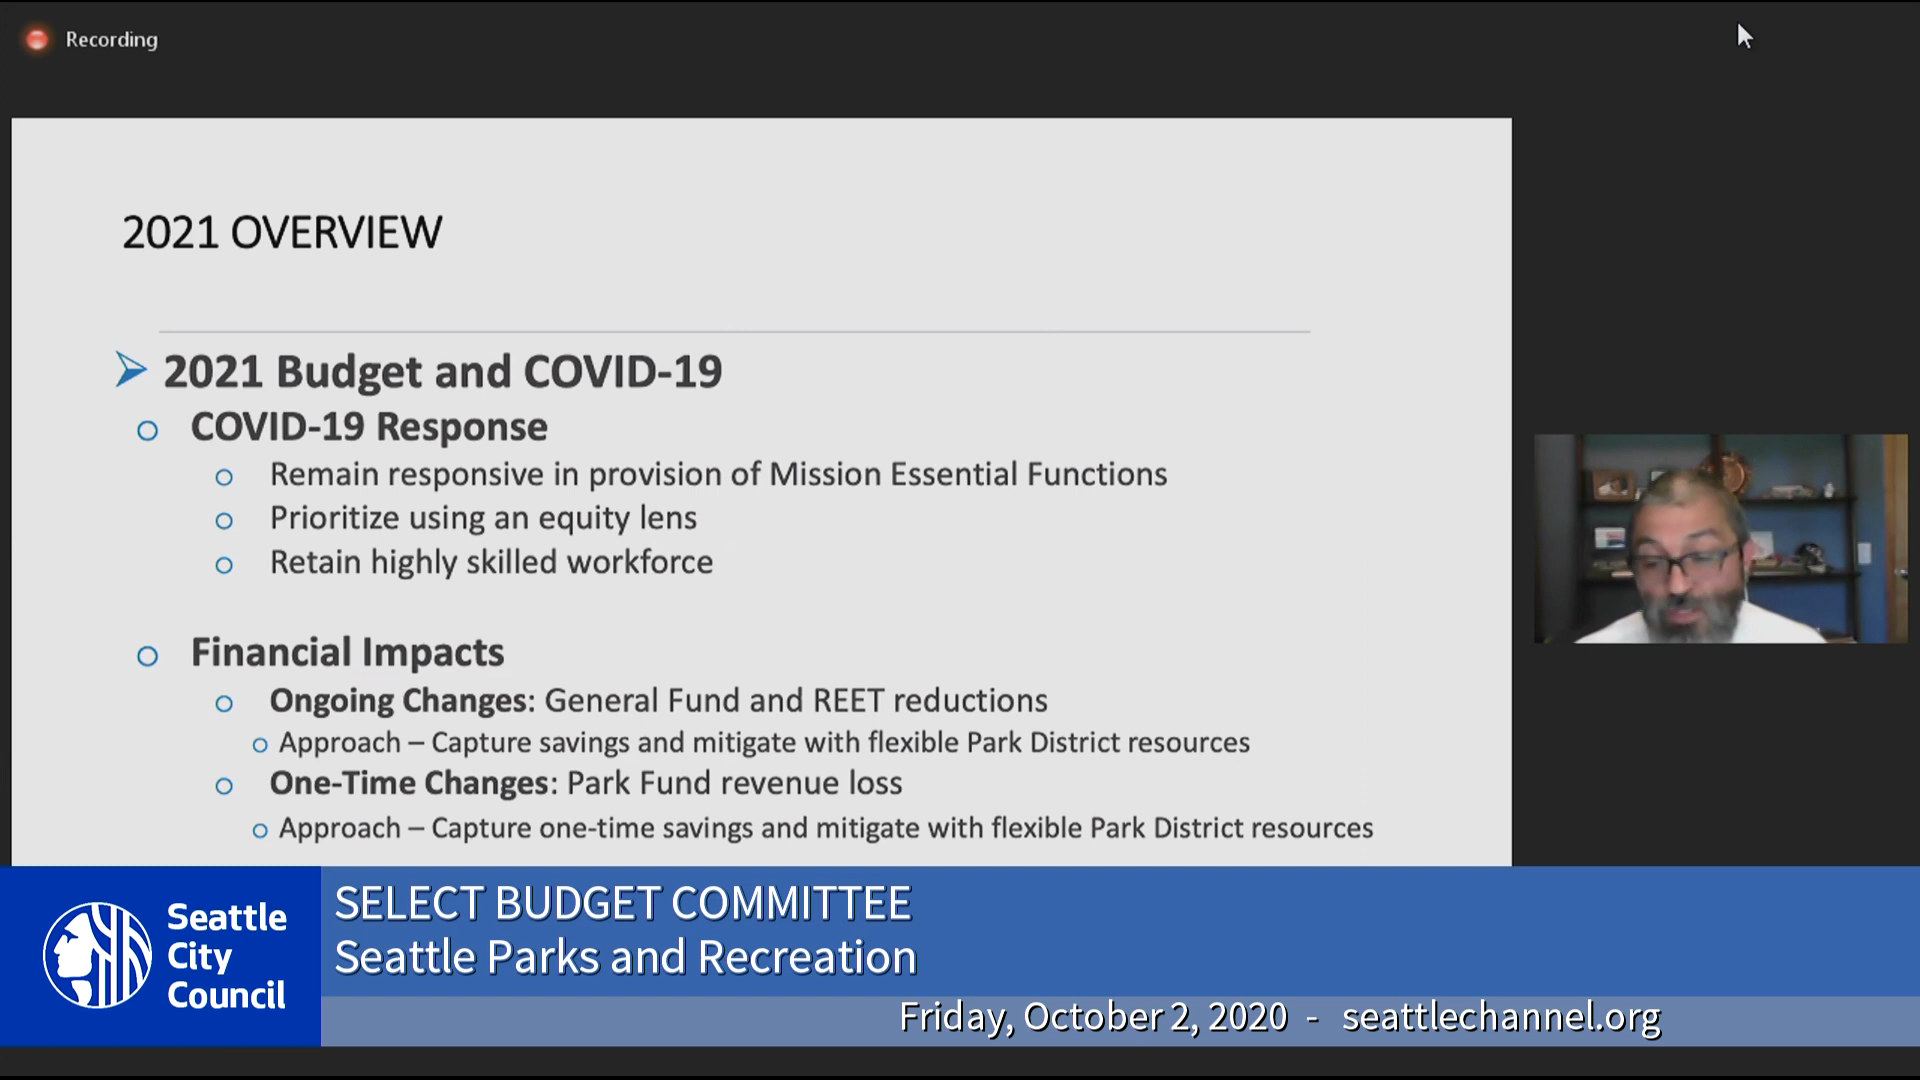 Recording
2021 OVERVIEW
2021 Budget and COVID-19
COVID-19 Response
Remain responsive in provision of Mission Essential Functions
Prioritize using an equity lens
Retain highly skilled workforce
Financial Impacts
Ongoing Changes: General Fund and REET reductions
Approach – Capture savings and mitigate with flexible Park District resources
One-Time Changes: Park Fund revenue loss
Approach – Capture one-time savings and mitigate with flexible Park District resources
Seattle
City
Council
SELECT BUDGET COMMITTEE
Seattle Parks and Recreation
Friday, October 2, 2020 - seattlechannel.org